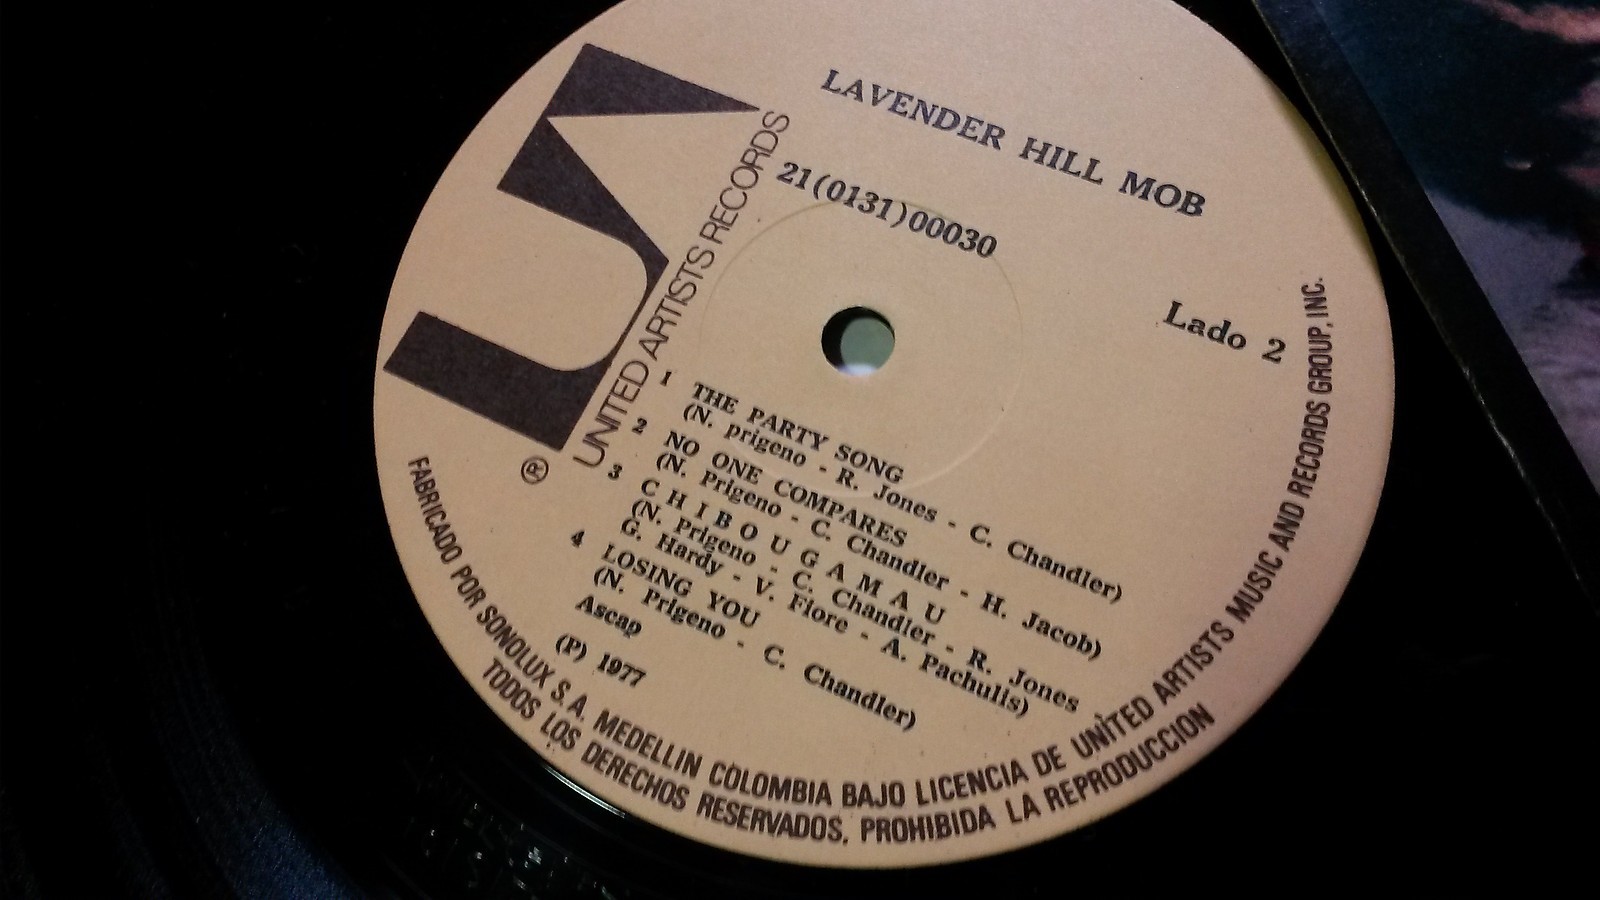 UA
UNITED ARTISTS RECORDS
®
LAVENDER HILL MOB
21(0131)00030
Lado 2
1 THE PARTY SONG
(N. prigeno - R. Jones - C. Chandler)
2 NO ONE COMPARES
(N. Prigeno - C. Chandler - H. Jacob)
3 C H I B O U G A M A U
(N. Prigeno - C. Chandler - R. Jones
G. Hardy - V. Fiore - A. Pachulis)
4 LOSING YOU
(N. Prigeno - C. Chandler)
Ascap
(P) 1977
FABRICADO POR SONOLUX S.A. MEDELLIN COLOMBIA BAJO LICENCIA DE UNITED ARTISTS MUSIC AND RECORDS GROUP, INC.
TODOS LOS DERECHOS RESERVADOS, PROHIBIDA LA REPRODUCCION